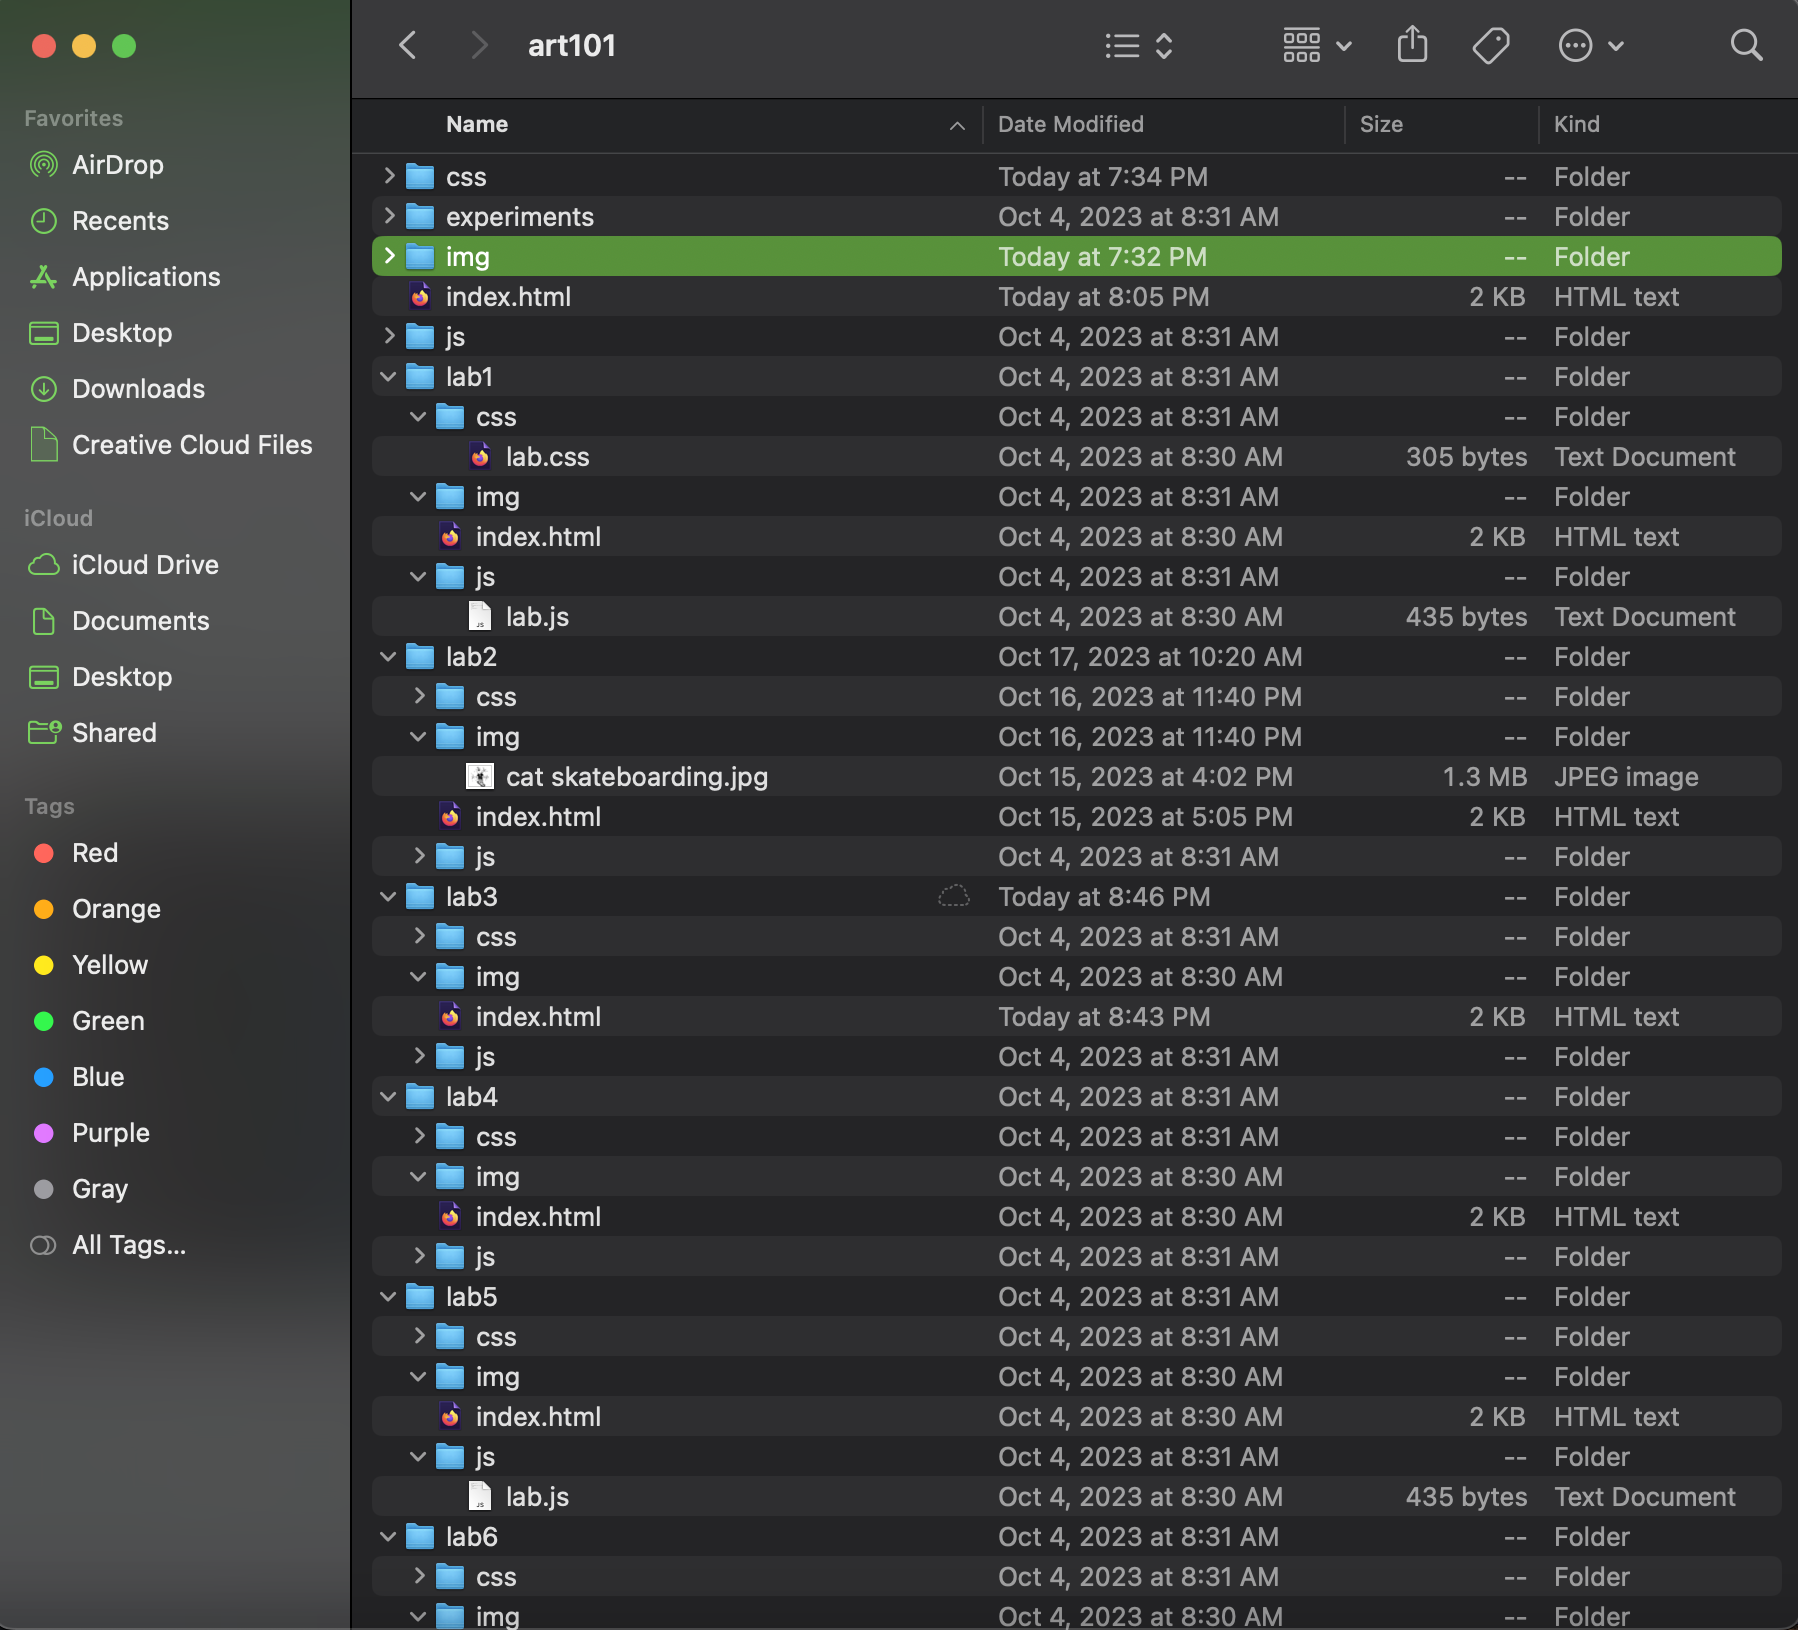 art101
Favorites
AirDrop
Recents
Applications
Desktop
Downloads
Creative Cloud Files
iCloud
iCloud Drive
Documents
Desktop
Shared
Tags
Red
Orange
Yellow
Green
Blue
Purple
Gray
All Tags...
Name Date Modified Size Kind
css Today at 7:34 PM -- Folder
experiments Oct 4, 2023 at 8:31 AM -- Folder
img Today at 7:32 PM -- Folder
index.html Today at 8:05 PM 2 KB HTML text
js Oct 4, 2023 at 8:31 AM -- Folder
lab1 Oct 4, 2023 at 8:31 AM -- Folder
css Oct 4, 2023 at 8:31 AM -- Folder
lab.css Oct 4, 2023 at 8:30 AM 305 bytes Text Document
img Oct 4, 2023 at 8:31 AM -- Folder
index.html Oct 4, 2023 at 8:30 AM 2 KB HTML text
js Oct 4, 2023 at 8:31 AM -- Folder
JS lab.js Oct 4, 2023 at 8:30 AM 435 bytes Text Document
lab2 Oct 17, 2023 at 10:20 AM -- Folder
css Oct 16, 2023 at 11:40 PM -- Folder
img Oct 16, 2023 at 11:40 PM -- Folder
cat skateboarding.jpg Oct 15, 2023 at 4:02 PM 1.3 MB JPEG image
index.html Oct 15, 2023 at 5:05 PM 2 KB HTML text
js Oct 4, 2023 at 8:31 AM -- Folder
lab3 Today at 8:46 PM -- Folder
css Oct 4, 2023 at 8:31 AM -- Folder
img Oct 4, 2023 at 8:30 AM -- Folder
index.html Today at 8:43 PM 2 KB HTML text
js Oct 4, 2023 at 8:31 AM -- Folder
lab4 Oct 4, 2023 at 8:31 AM -- Folder
css Oct 4, 2023 at 8:31 AM -- Folder
img Oct 4, 2023 at 8:30 AM -- Folder
index.html Oct 4, 2023 at 8:30 AM 2 KB HTML text
js Oct 4, 2023 at 8:31 AM -- Folder
lab5 Oct 4, 2023 at 8:31 AM -- Folder
css Oct 4, 2023 at 8:31 AM -- Folder
img Oct 4, 2023 at 8:30 AM -- Folder
index.html Oct 4, 2023 at 8:30 AM 2 KB HTML text
js Oct 4, 2023 at 8:31 AM -- Folder
JS lab.js Oct 4, 2023 at 8:30 AM 435 bytes Text Document
lab6 Oct 4, 2023 at 8:31 AM -- Folder
css Oct 4, 2023 at 8:31 AM -- Folder
img Oct 4, 2023 at 8:30 AM -- Folder